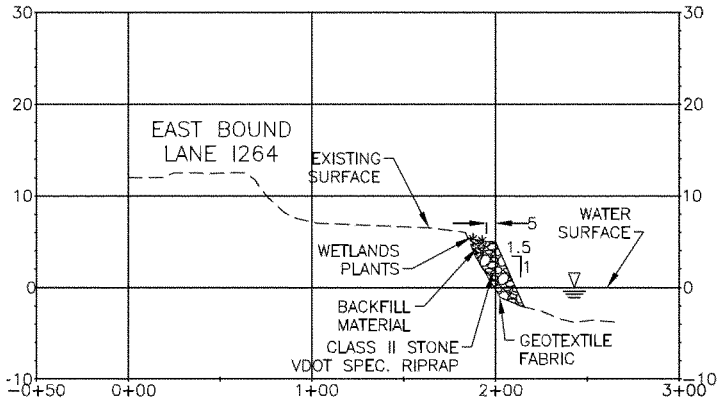 30
30
20
20
EAST BOUND
LANE I264
EXISTING
SURFACE
10
10
5
WATER
SURFACE
WETLANDS
PLANTS
1.5
1
0
0
BACKFILL
MATERIAL
CLASS II STONE
VDOT SPEC. RIPRAP
GEOTEXTILE
FABRIC
-10
-10
-0+50
0+00
1+00
2+00
3+00